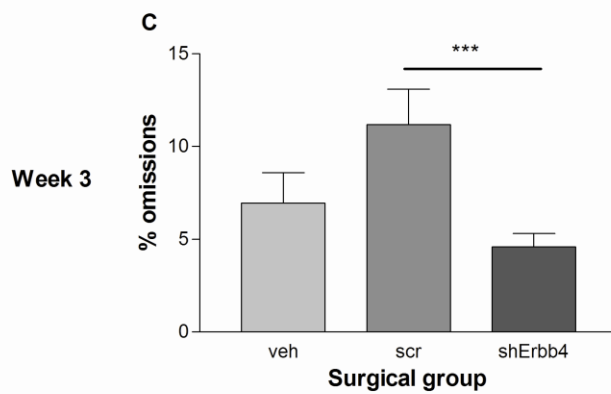 C
Week 3
% omissions
15
10
5
0
***
veh scr shErbb4
Surgical group